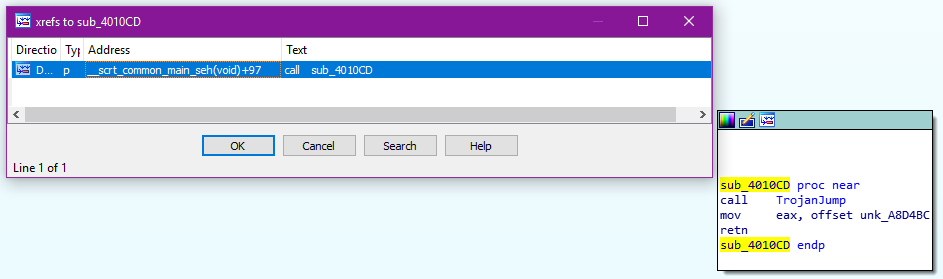 xrefs to sub_4010CD
Directio Typ Address Text
D... p __scrt_common_main_seh(void)+97 call sub_4010CD
OK Cancel Search Help
Line 1 of 1
sub_4010CD proc near
call TrojanJump
mov eax, offset unk_A8D4BC
retn
sub_4010CD endp